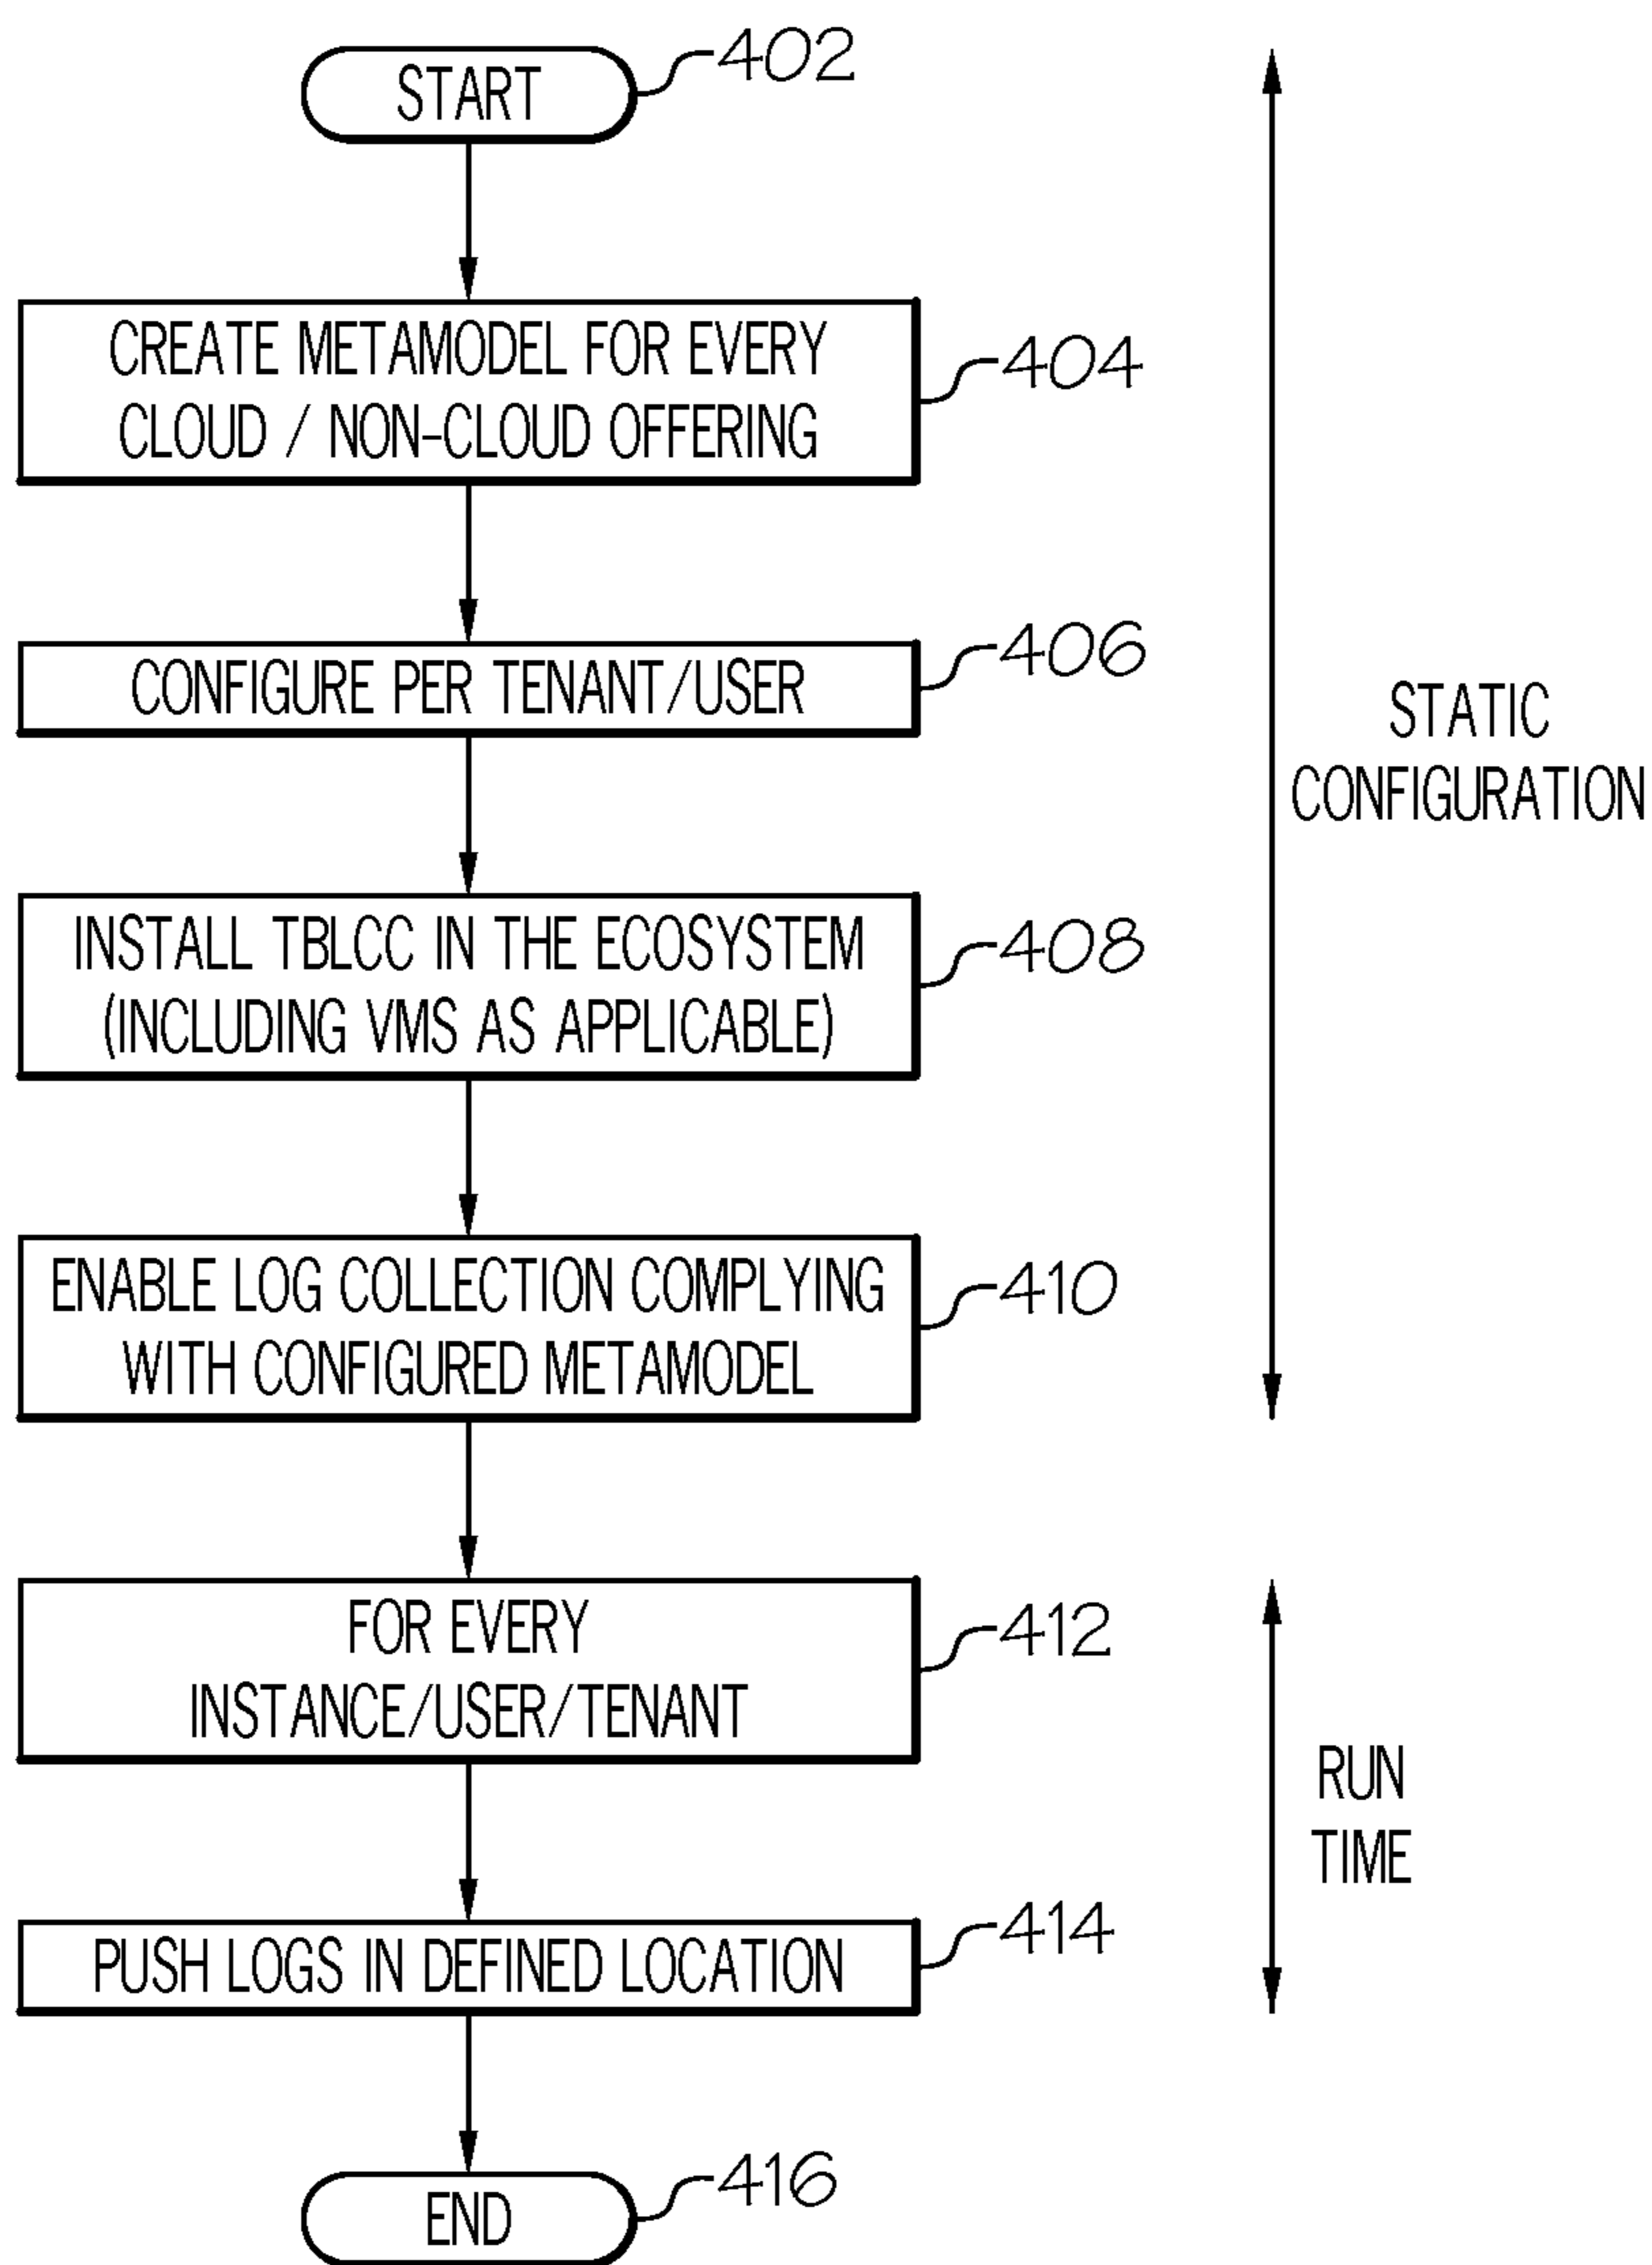 START
402
CREATE METAMODEL FOR EVERY
CLOUD / NON-CLOUD OFFERING
404
CONFIGURE PER TENANT/USER
406
STATIC
CONFIGURATION
INSTALL TBLCC IN THE ECOSYSTEM
(INCLUDING VMS AS APPLICABLE)
408
ENABLE LOG COLLECTION COMPLYING
WITH CONFIGURED METAMODEL
410
FOR EVERY
INSTANCE/USER/TENANT
412
RUN
TIME
PUSH LOGS IN DEFINED LOCATION
414
END
416